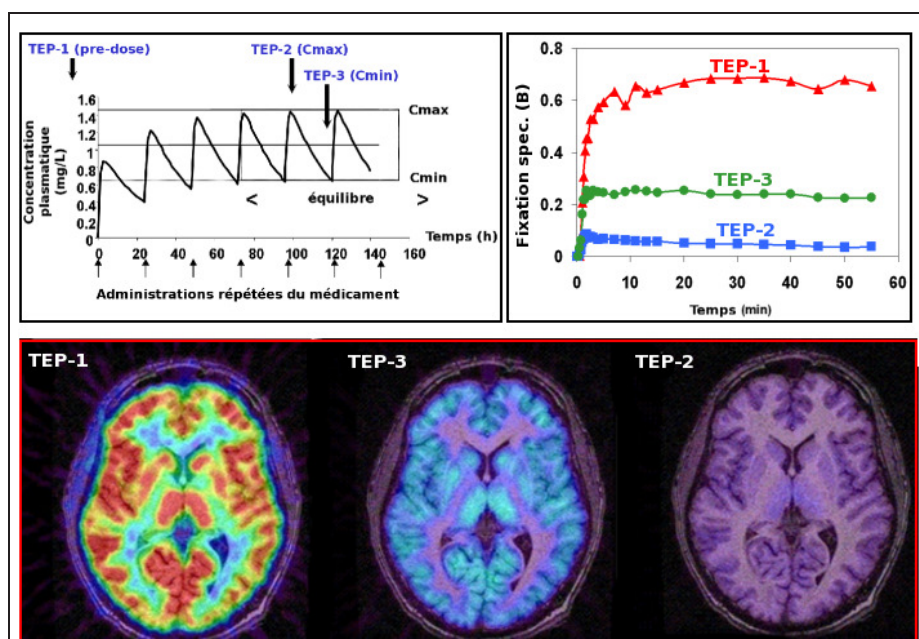 TEP-1 (pre-dose)
TEP-2 (Cmax)
TEP-3 (Cmin)
Concentration
plasmatique
(mg/L)
1.6
1.4
1.2
1
0.8
0.6
0.4
0.2
0
Cmax
Cmin
< équilibre >
Temps (h)
0 20 40 60 80 100 120 140 160
Administrations répétées du médicament
Fixation spec. (B)
0.8
0.6
0.4
0.2
0
TEP-1
TEP-3
TEP-2
0 10 20 30 40 50 60
Temps (min)
TEP-1
TEP-3
TEP-2